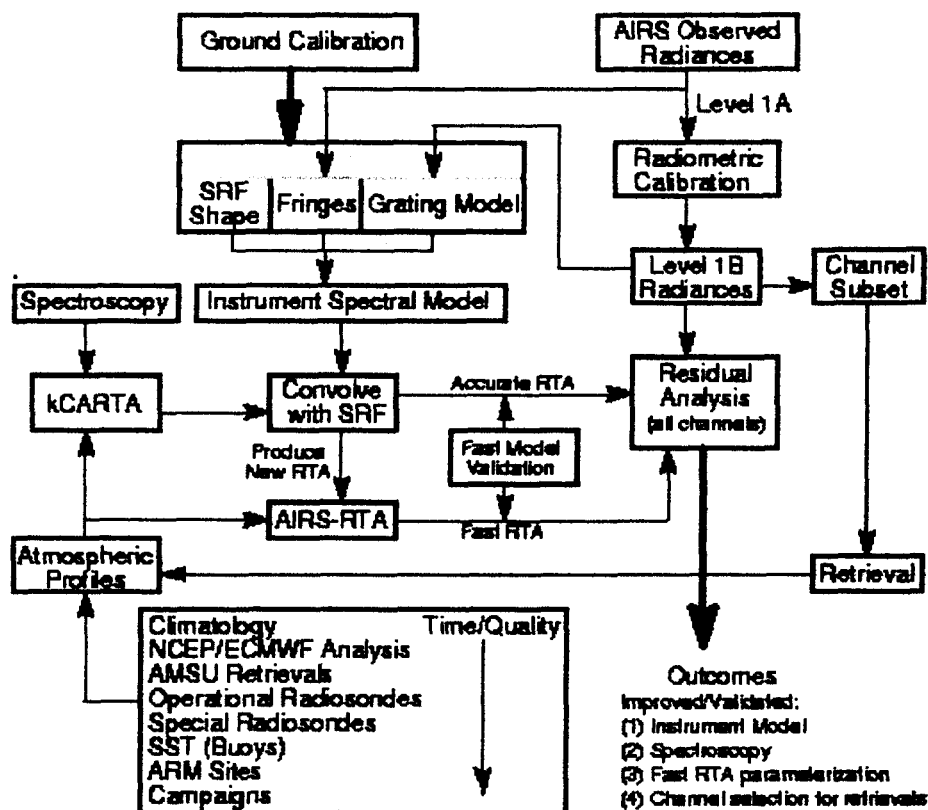 Ground Calibration
AIRS Observed
Radiances
Level 1A
Radiometric
Calibration
SRF
Shape
Fringes
Grating Model
Level 1B
Radiances
Channel
Subset
Spectroscopy
Instrument Spectral Model
kCARTA
Convolve
with SRF
Accurate RTA
Residual
Analysis
(all channels)
Produce
New RTA
Fast Model
Validation
AIRS-RTA
Fast RTA
Atmospheric
Profiles
Retrieval
Climatology
Time/Quality
NCEP/ECMWF Analysis
AMSU Retrievals
Operational Radiosondes
Special Radiosondes
SST (Buoys)
ARM Sites
Campaigns
Outcomes
Improved/Validated:
(1) Instrument Model
(2) Spectroscopy
(3) Fast RTA parameterization
(4) Channel selection for retrievals